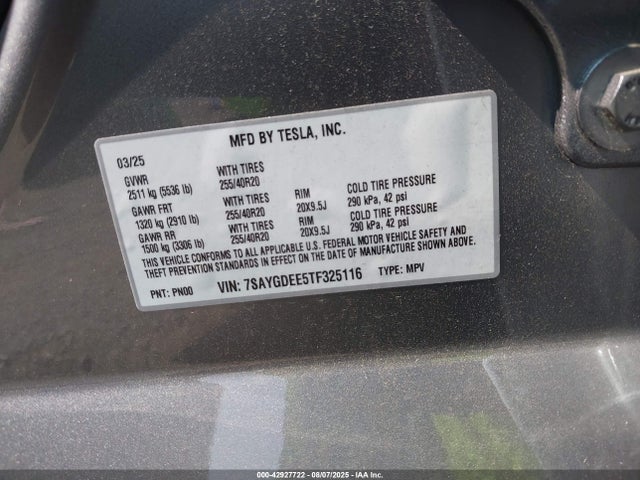 MFD BY TESLA, INC.
03/25
GVWR WITH TIRES
2511 kg (5536 lb) 255/40R20
GAWR FRT WITH TIRES RIM COLD TIRE PRESSURE
1320 kg (2910 lb) 255/40R20 20X9.5J 290 kPa, 42 psi
GAWR RR WITH TIRES RIM COLD TIRE PRESSURE
1500 kg (3306 lb) 255/40R20 20X9.5J 290 kPa, 42 psi
THIS VEHICLE CONFORMS TO ALL APPLICABLE U.S. FEDERAL MOTOR VEHICLE SAFETY AND
THEFT PREVENTION STANDARDS IN EFFECT ON THE DATE OF MANUFACTURE SHOWN ABOVE.
PNT: PN00 VIN: 7SAYGDEE5TF325116 TYPE: MPV
000-42927722 - 08/07/2025 - IAA Inc.